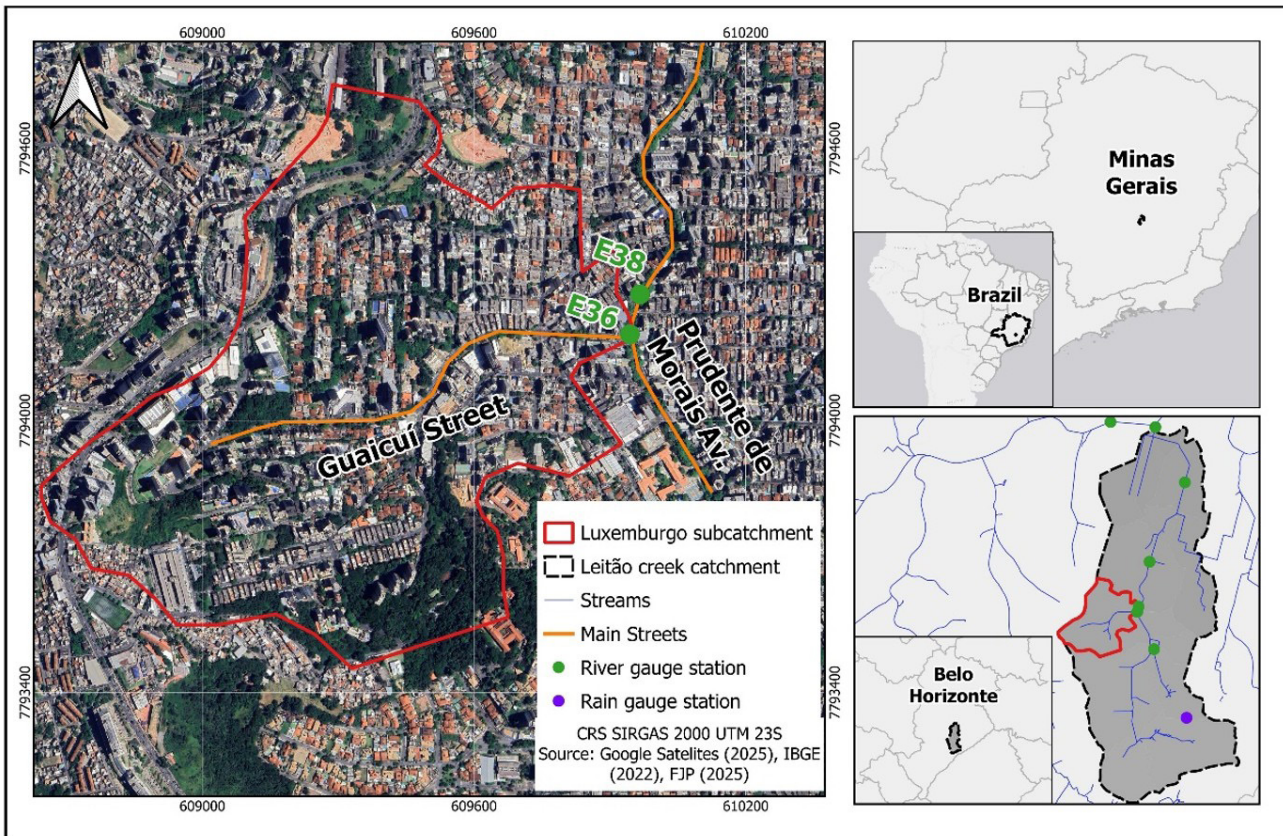 609000
609600
610200
7794600
7794600
E38
E36
Prudente de
Morais Av.
Guaicuí Street
7794000
7794000
7793400
7793400
Luxemburgo subcatchment
Leitão creek catchment
Streams
Main Streets
River gauge station
Rain gauge station
CRS SIRGAS 2000 UTM 23S
Source: Google Satelites (2025), IBGE
(2022), FJP (2025)
609000
609600
610200
Minas
Gerais
Brazil
Belo
Horizonte